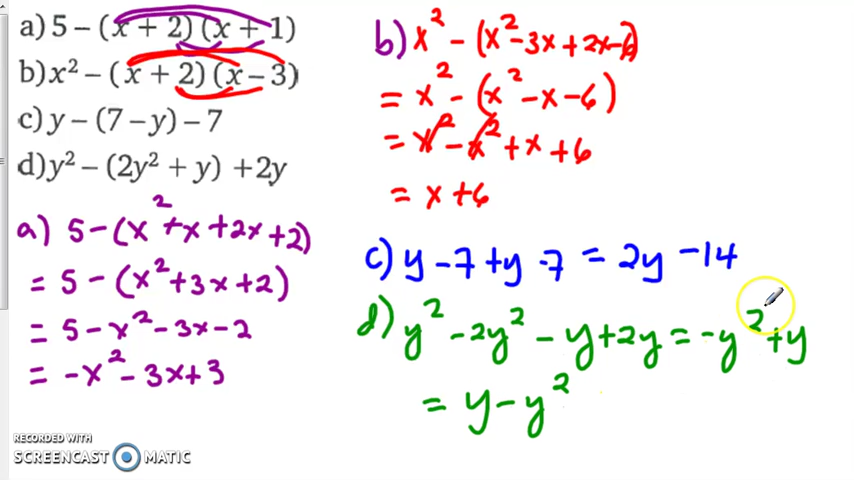 a) 5 – (x + 2)(x + 1)
b) x² – (x + 2)(x – 3)
c) y – (7 – y) – 7
d) y² – (2y² + y) + 2y
a) 5 – (x² + x + 2x + 2)
= 5 – (x² + 3x + 2)
= 5 – x² – 3x – 2
= –x² – 3x + 3
b) x² – (x² – 3x + 2x – 6)
= x² – (x² – x – 6)
= x² – x² + x + 6
= x + 6
c) y – 7 + y – 7 = 2y – 14
d) y² – 2y² – y + 2y = –y² + y
= y – y²
RECORDED WITH
SCREENCAST MATIC